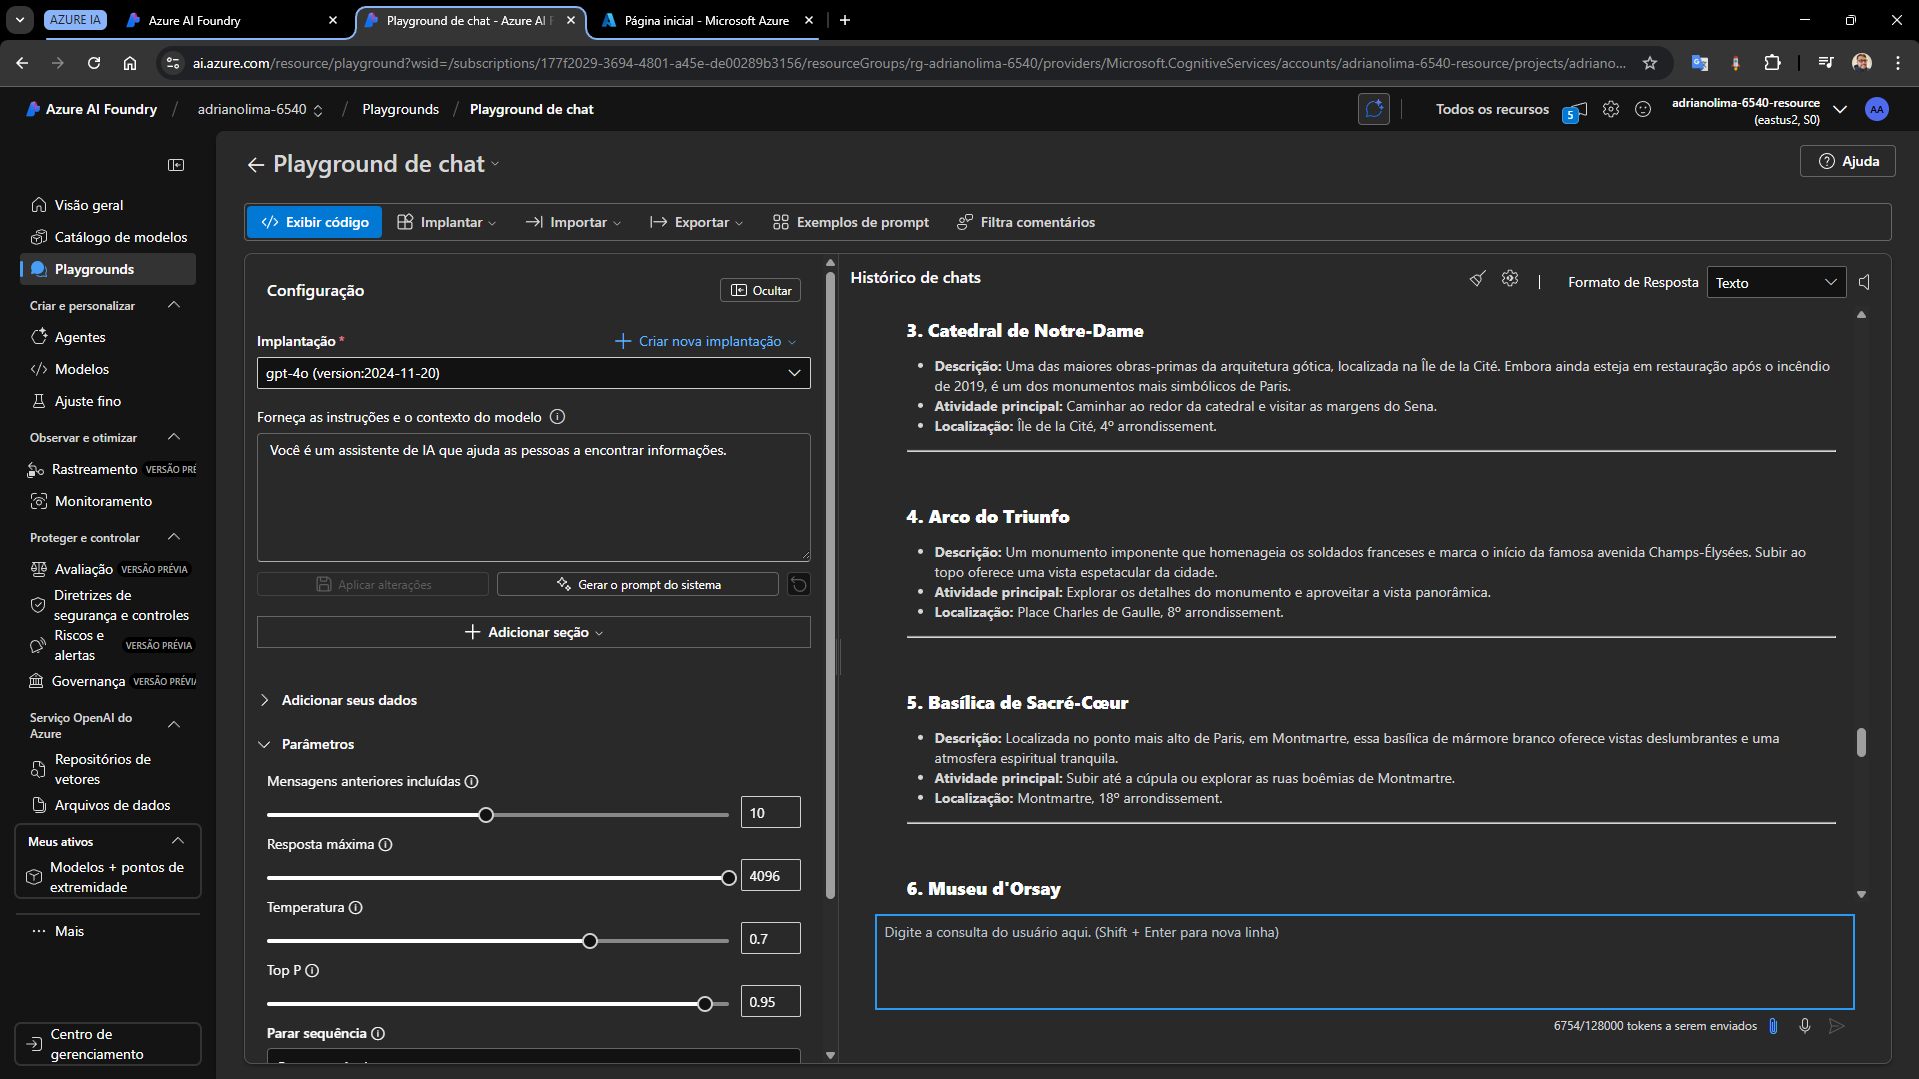 AZURE IA
Azure AI Foundry
Playground de chat - Azure AI F
Página inicial - Microsoft Azure
ai.azure.com/resource/playground?wsid=/subscriptions/177f2029-3694-4801-a45e-de00289b3156/resourceGroups/rg-adrianolima-6540/providers/Microsoft.CognitiveServices/accounts/adrianolima-6540-resource/projects/adriano...
Azure AI Foundry / adrianolima-6540 / Playgrounds / Playground de chat
Todos os recursos
5
adrianolima-6540-resource
(eastus2, S0)
AA
Visão geral
Catálogo de modelos
Playgrounds
Criar e personalizar
Agentes
Modelos
Ajuste fino
Observar e otimizar
Rastreamento VERSÃO PRÉ
Monitoramento
Proteger e controlar
Avaliação VERSÃO PRÉVIA
Diretrizes de
segurança e controles
Riscos e
alertas
VERSÃO PRÉVIA
Governança VERSÃO PRÉVIA
Serviço OpenAI do
Azure
Repositórios de
vetores
Arquivos de dados
Meus ativos
Modelos + pontos de
extremidade
Mais
Centro de
gerenciamento
Playground de chat
Ajuda
Exibir código
Implantar
Importar
Exportar
Exemplos de prompt
Filtra comentários
Configuração
Ocultar
Implantação *
Criar nova implantação
gpt-4o (version:2024-11-20)
Forneça as instruções e o contexto do modelo
Você é um assistente de IA que ajuda as pessoas a encontrar informações.
Aplicar alterações
Gerar o prompt do sistema
Adicionar seção
Adicionar seus dados
Parâmetros
Mensagens anteriores incluídas
10
Resposta máxima
4096
Temperatura
0.7
Top P
0.95
Parar sequência
Histórico de chats
Formato de Resposta
Texto
3. Catedral de Notre-Dame
• Descrição: Uma das maiores obras-primas da arquitetura gótica, localizada na Île de la Cité. Embora ainda esteja em restauração após o incêndio
de 2019, é um dos monumentos mais simbólicos de Paris.
• Atividade principal: Caminhar ao redor da catedral e visitar as margens do Sena.
• Localização: Île de la Cité, 4º arrondissement.
4. Arco do Triunfo
• Descrição: Um monumento imponente que homenageia os soldados franceses e marca o início da famosa avenida Champs-Élysées. Subir ao
topo oferece uma vista espetacular da cidade.
• Atividade principal: Explorar os detalhes do monumento e aproveitar a vista panorâmica.
• Localização: Place Charles de Gaulle, 8º arrondissement.
5. Basílica de Sacré-Cœur
• Descrição: Localizada no ponto mais alto de Paris, em Montmartre, essa basílica de mármore branco oferece vistas deslumbrantes e uma
atmosfera espiritual tranquila.
• Atividade principal: Subir até a cúpula ou explorar as ruas boêmias de Montmartre.
• Localização: Montmartre, 18º arrondissement.
6. Museu d'Orsay
Digite a consulta do usuário aqui. (Shift + Enter para nova linha)
6754/128000 tokens a serem enviados